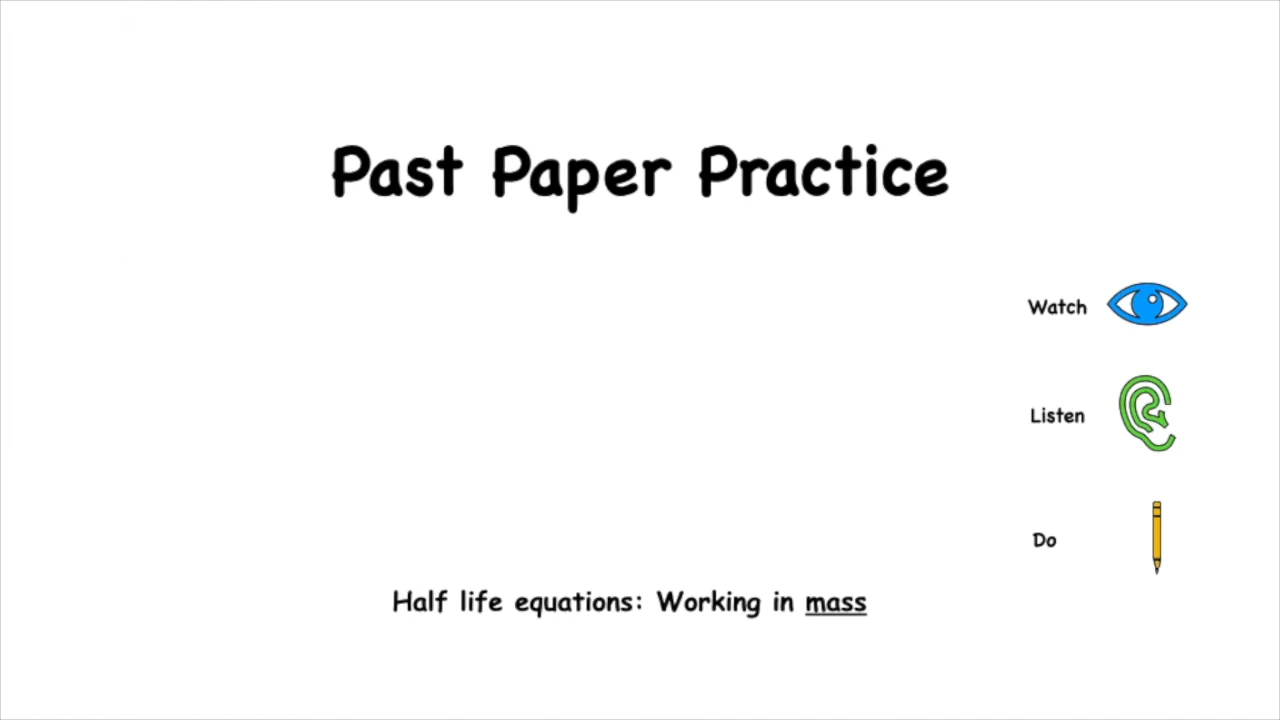 Past Paper Practice
Watch
Listen
Do
Half life equations: Working in mass